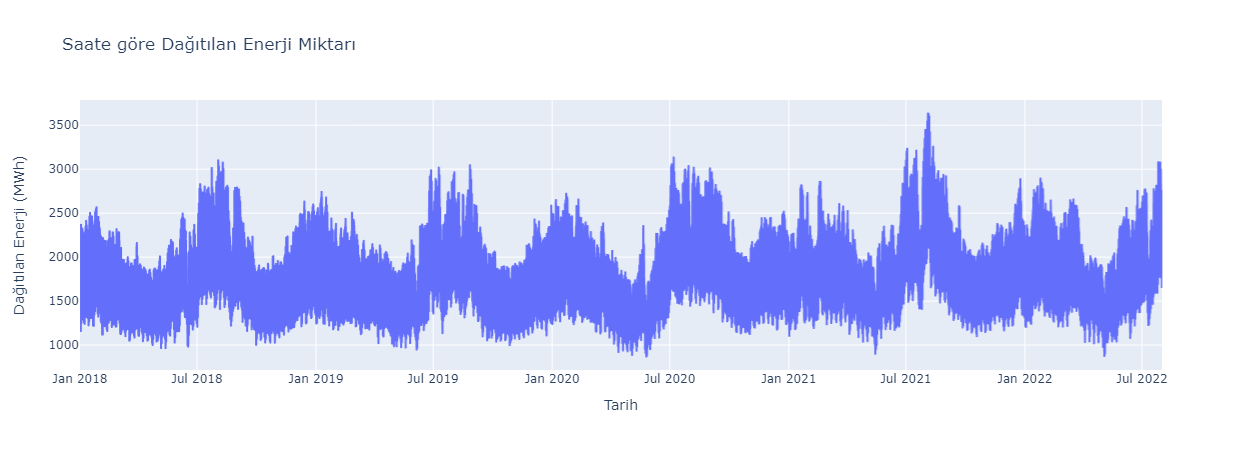 Saate göre Dağıtılan Enerji Miktarı
Dağıtılan Enerji (MWh)
3500
3000
2500
2000
1500
1000
Jan 2018 Jul 2018 Jan 2019 Jul 2019 Jan 2020 Jul 2020 Jan 2021 Jul 2021 Jan 2022 Jul 2022
Tarih